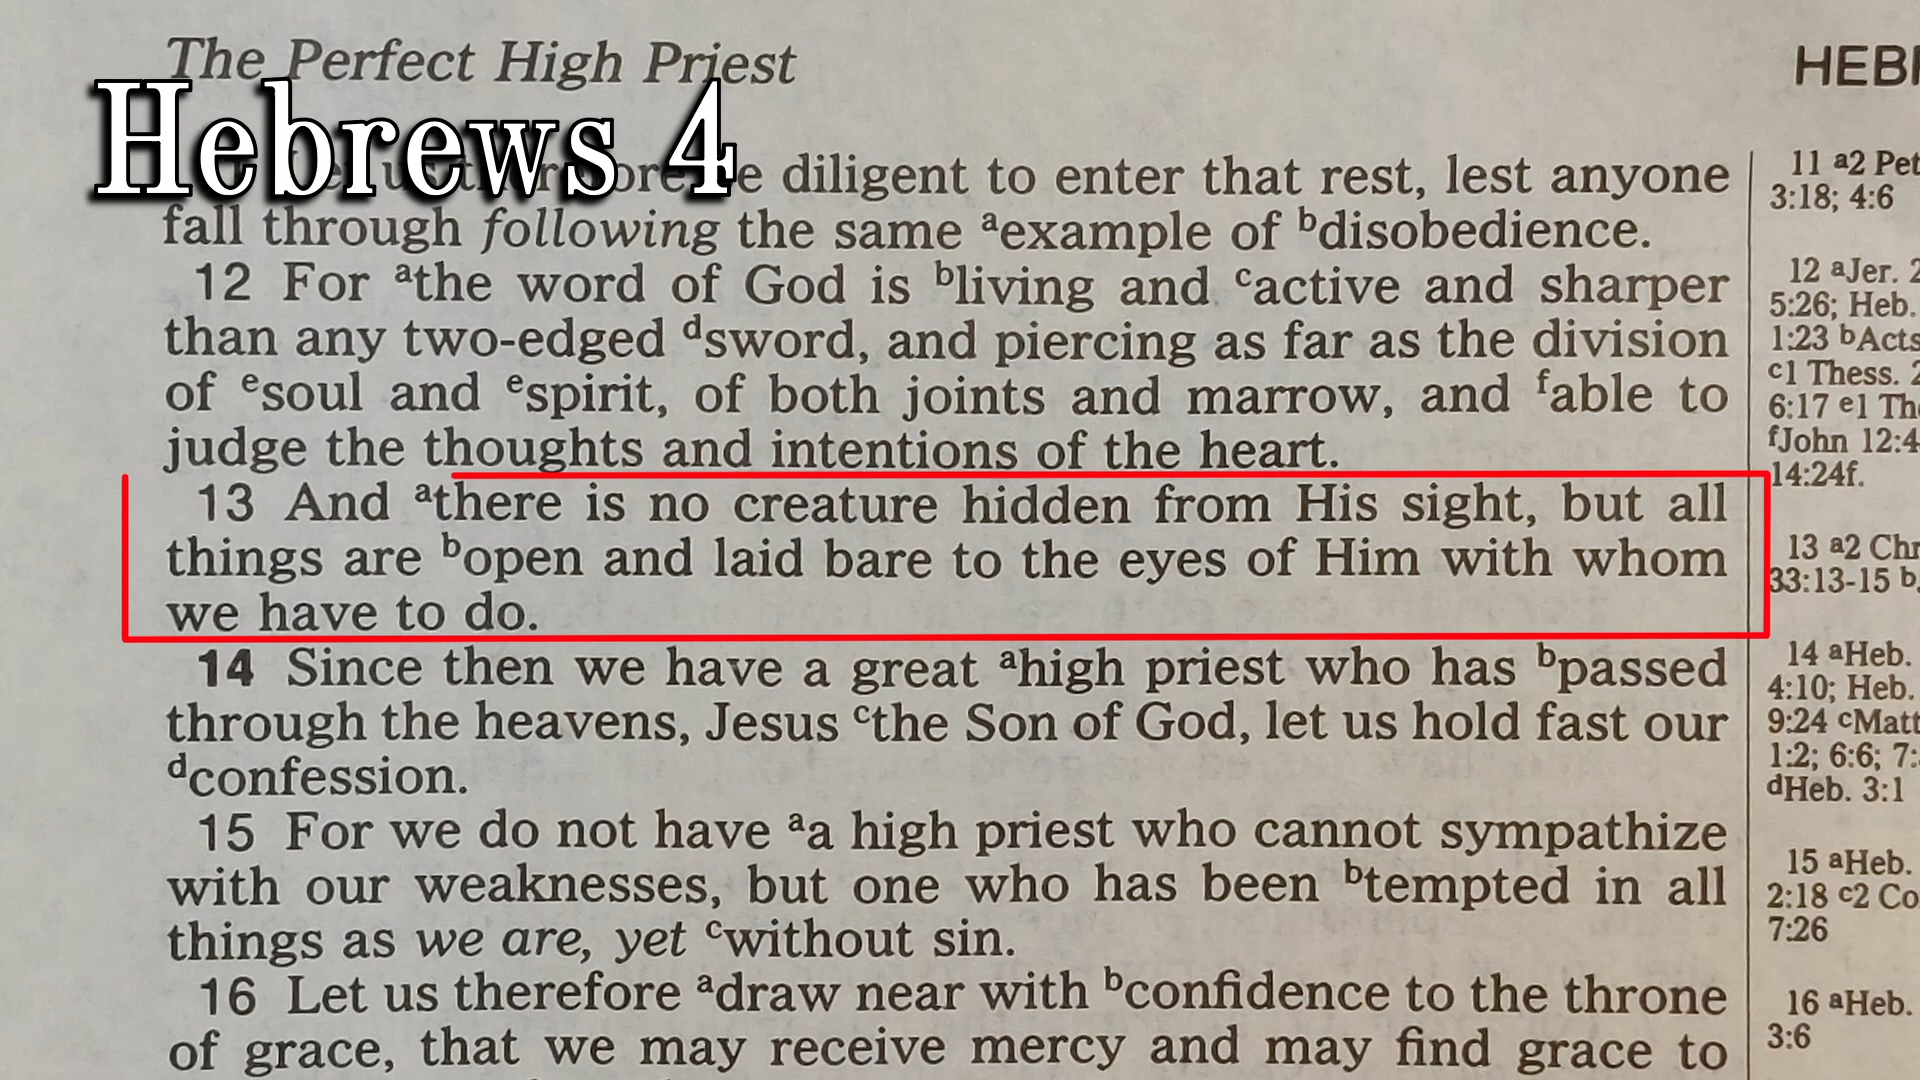 The Perfect High Priest
HEB
Hebrews 4
diligent to enter that rest, lest anyone
fall through following the same aexample of bdisobedience.
12 For athe word of God is bliving and cactive and sharper
than any two-edged dsword, and piercing as far as the division
of esoul and espirit, of both joints and marrow, and fable to
judge the thoughts and intentions of the heart.
13 And athere is no creature hidden from His sight, but all
things are bopen and laid bare to the eyes of Him with whom
we have to do.
14 Since then we have a great ahigh priest who has bpassed
through the heavens, Jesus cthe Son of God, let us hold fast our
dconfession.
15 For we do not have aa high priest who cannot sympathize
with our weaknesses, but one who has been btempted in all
things as we are, yet cwithout sin.
16 Let us therefore adraw near with bconfidence to the throne
of grace, that we may receive mercy and may find grace to
11 a2 Pet
3:18; 4:6
12 aJer. 2
5:26; Heb.
1:23 bActs
c1 Thess. 2
6:17 e1 Th
fJohn 12:4
14:24f.
13 a2 Chr
33:13-15 b
14 aHeb.
4:10; Heb.
9:24 cMatt
1:2; 6:6; 7:
dHeb. 3:1
15 aHeb.
2:18 c2 Co
7:26
16 aHeb.
3:6